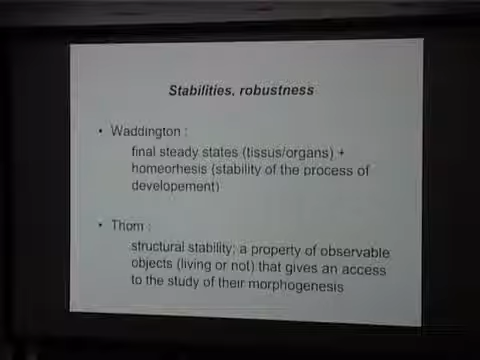 Stabilities, robustness
• Waddington :
final steady states (tissus/organs) +
homeorhesis (stability of the process of
developement)
• Thom :
structural stability: a property of observable
objects (living or not) that gives an access
to the study of their morphogenesis